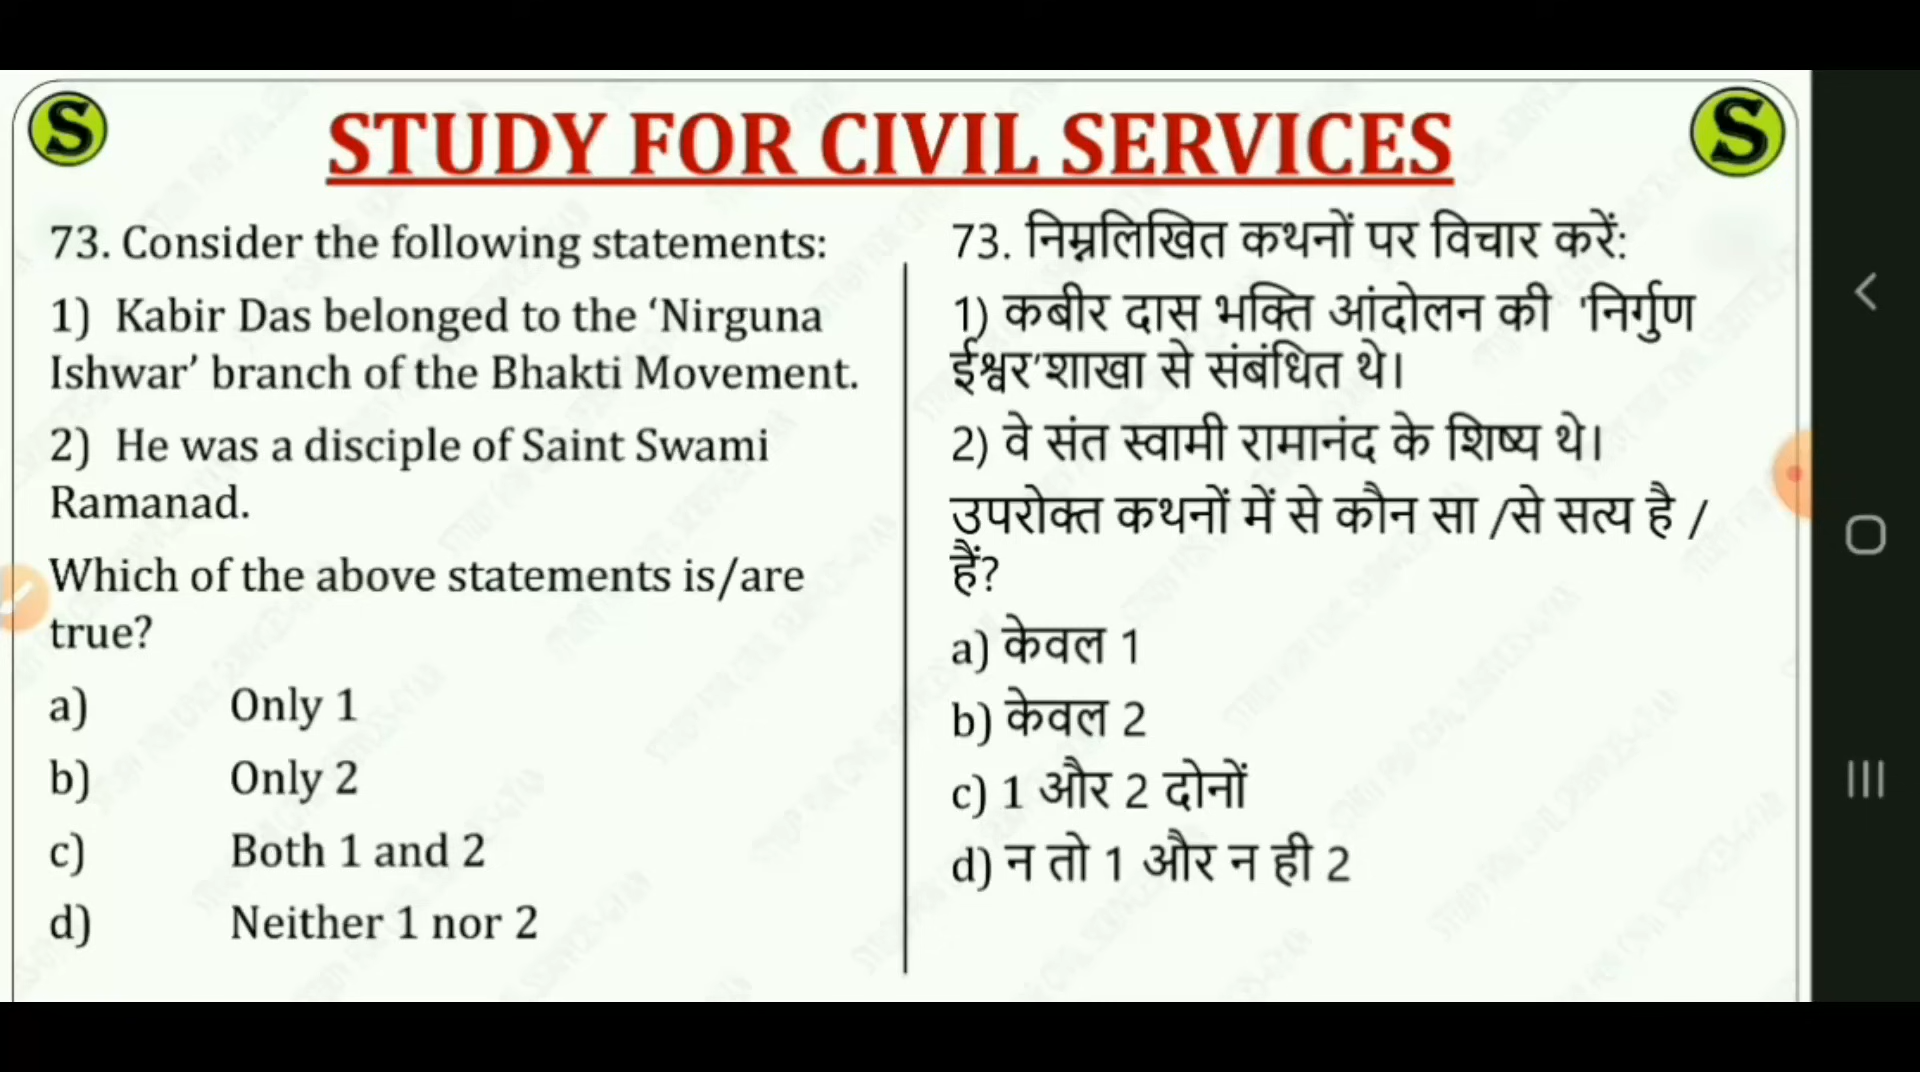 STUDY FOR CIVIL SERVICES
S
S
73. Consider the following statements:
1) Kabir Das belonged to the ‘Nirguna
Ishwar’ branch of the Bhakti Movement.
2) He was a disciple of Saint Swami
Ramanad.
Which of the above statements is/are
true?
a) Only 1
b) Only 2
c) Both 1 and 2
d) Neither 1 nor 2
73. निम्नलिखित कथनों पर विचार करें:
1) कबीर दास भक्ति आंदोलन की 'निर्गुण
ईश्वर'शाखा से संबंधित थे।
2) वे संत स्वामी रामानंद के शिष्य थे।
उपरोक्त कथनों में से कौन सा /से सत्य है /
हैं?
a) केवल 1
b) केवल 2
c) 1 और 2 दोनों
d) न तो 1 और न ही 2